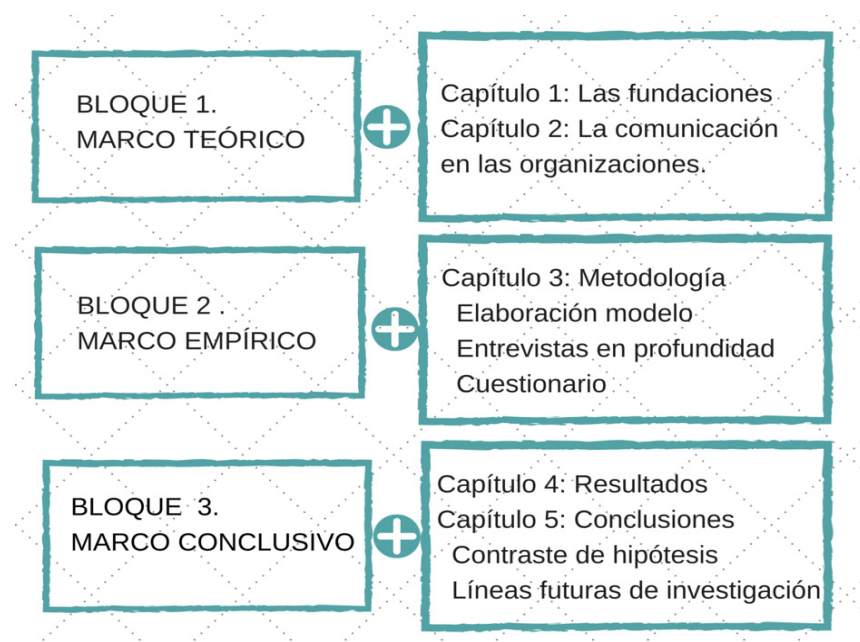 BLOQUE 1.
MARCO TEÓRICO
Capítulo 1: Las fundaciones
Capítulo 2: La comunicación
en las organizaciones.
BLOQUE 2 .
MARCO EMPÍRICO
Capítulo 3: Metodología
Elaboración modelo
Entrevistas en profundidad
Cuestionario
BLOQUE 3.
MARCO CONCLUSIVO
Capítulo 4: Resultados
Capítulo 5: Conclusiones
Contraste de hipótesis
Líneas futuras de investigación